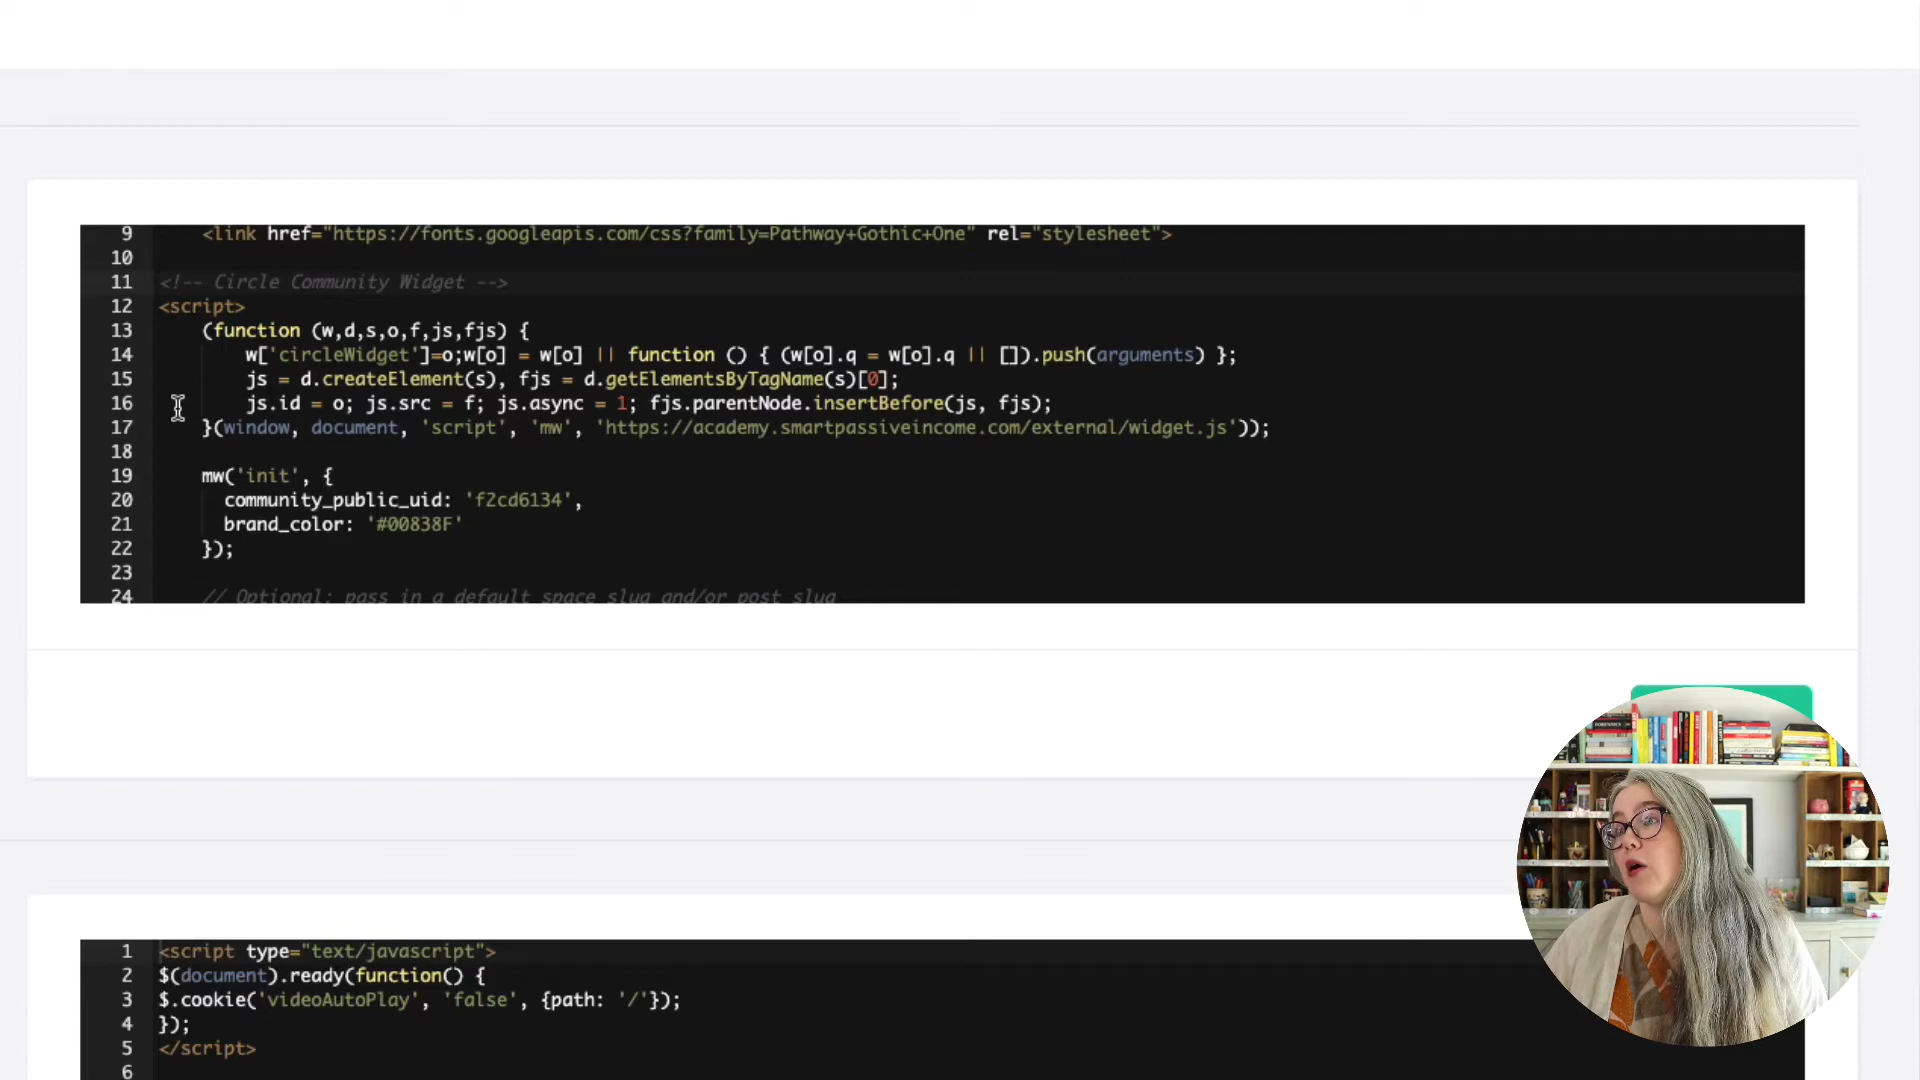 9 <link href="https://fonts.googleapis.com/css?family=Pathway+Gothic+One" rel="stylesheet">
10
11 <!-- Circle Community Widget -->
12 <script>
13 (function (w,d,s,o,f,js,fjs) {
14 w['circleWidget']=o;w[o] = w[o] || function () { (w[o].q = w[o].q || []).push(arguments) };
15 js = d.createElement(s), fjs = d.getElementsByTagName(s)[0];
16 js.id = o; js.src = f; js.async = 1; fjs.parentNode.insertBefore(js, fjs);
17 }(window, document, 'script', 'mw', 'https://academy.smartpassiveincome.com/external/widget.js'));
18
19 mw('init', {
20 community_public_uid: 'f2cd6134',
21 brand_color: '#00838F'
22 });
23
24 // Optional: pass in a default space slug and/or post slug
1 <script type="text/javascript">
2 $(document).ready(function() {
3 $.cookie('videoAutoPlay', 'false', {path: '/'});
4 });
5 </script>
6